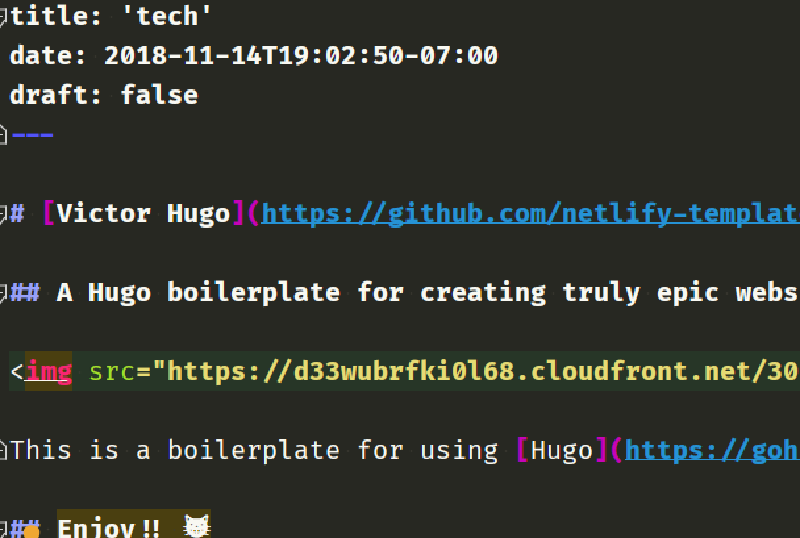 title: 'tech'
date: 2018-11-14T19:02:50-07:00
draft: false
---
# [Victor Hugo](https://github.com/netlify-templat
## A Hugo boilerplate for creating truly epic webs
<img src="https://d33wubrfki0l68.cloudfront.net/30
This is a boilerplate for using [Hugo](https://goh
## Enjoy!! 😸